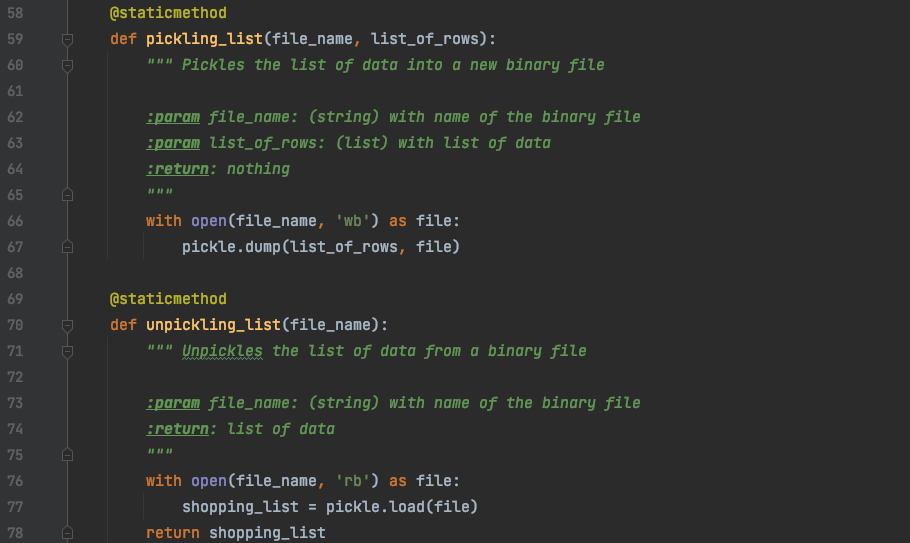 58 @staticmethod
59 def pickling_list(file_name, list_of_rows):
60 """ Pickles the list of data into a new binary file
61
62 :param file_name: (string) with name of the binary file
63 :param list_of_rows: (list) with list of data
64 :return: nothing
65 """
66 with open(file_name, 'wb') as file:
67 pickle.dump(list_of_rows, file)
68
69 @staticmethod
70 def unpickling_list(file_name):
71 """ Unpickles the list of data from a binary file
72
73 :param file_name: (string) with name of the binary file
74 :return: list of data
75 """
76 with open(file_name, 'rb') as file:
77 shopping_list = pickle.load(file)
78 return shopping_list